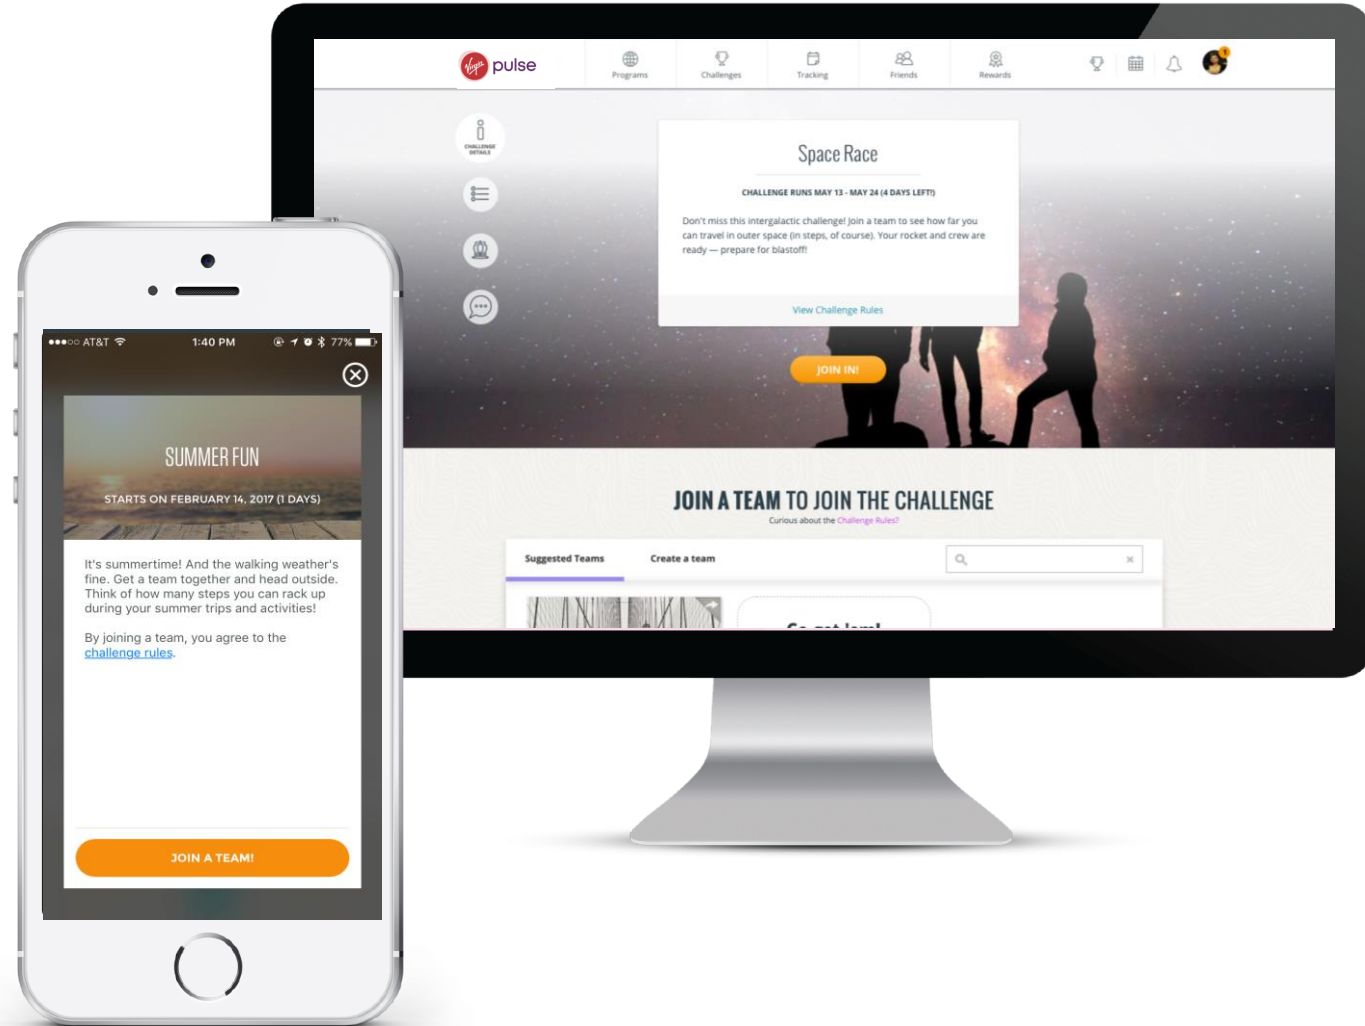 Virgin pulse
Programs
Challenges
Tracking
Friends
Rewards
1
CHALLENGE
DETAILS
Space Race
CHALLENGE RUNS MAY 13 - MAY 24 (4 DAYS LEFT!)
Don't miss this intergalactic challenge! Join a team to see how far you
can travel in outer space (in steps, of course). Your rocket and crew are
ready — prepare for blastoff!
View Challenge Rules
JOIN IN!
JOIN A TEAM TO JOIN THE CHALLENGE
Curious about the Challenge Rules?
Suggested Teams
Create a team
AT&T
1:40 PM
77%
SUMMER FUN
STARTS ON FEBRUARY 14, 2017 (1 DAYS)
It's summertime! And the walking weather's
fine. Get a team together and head outside.
Think of how many steps you can rack up
during your summer trips and activities!
By joining a team, you agree to the
challenge rules.
JOIN A TEAM!